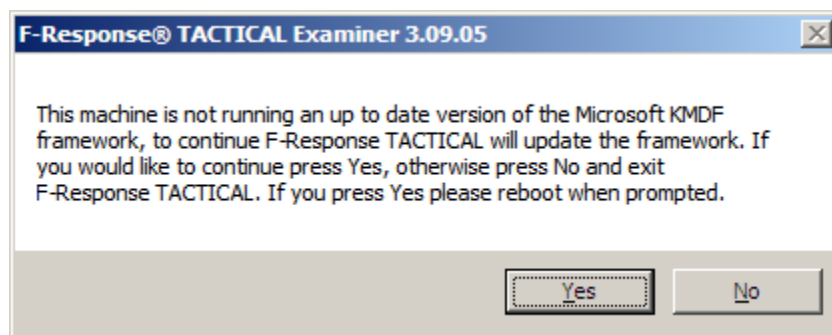 F-Response® TACTICAL Examiner 3.09.05
This machine is not running an up to date version of the Microsoft KMDF
framework, to continue F-Response TACTICAL will update the framework. If
you would like to continue press Yes, otherwise press No and exit
F-Response TACTICAL. If you press Yes please reboot when prompted.
Yes No